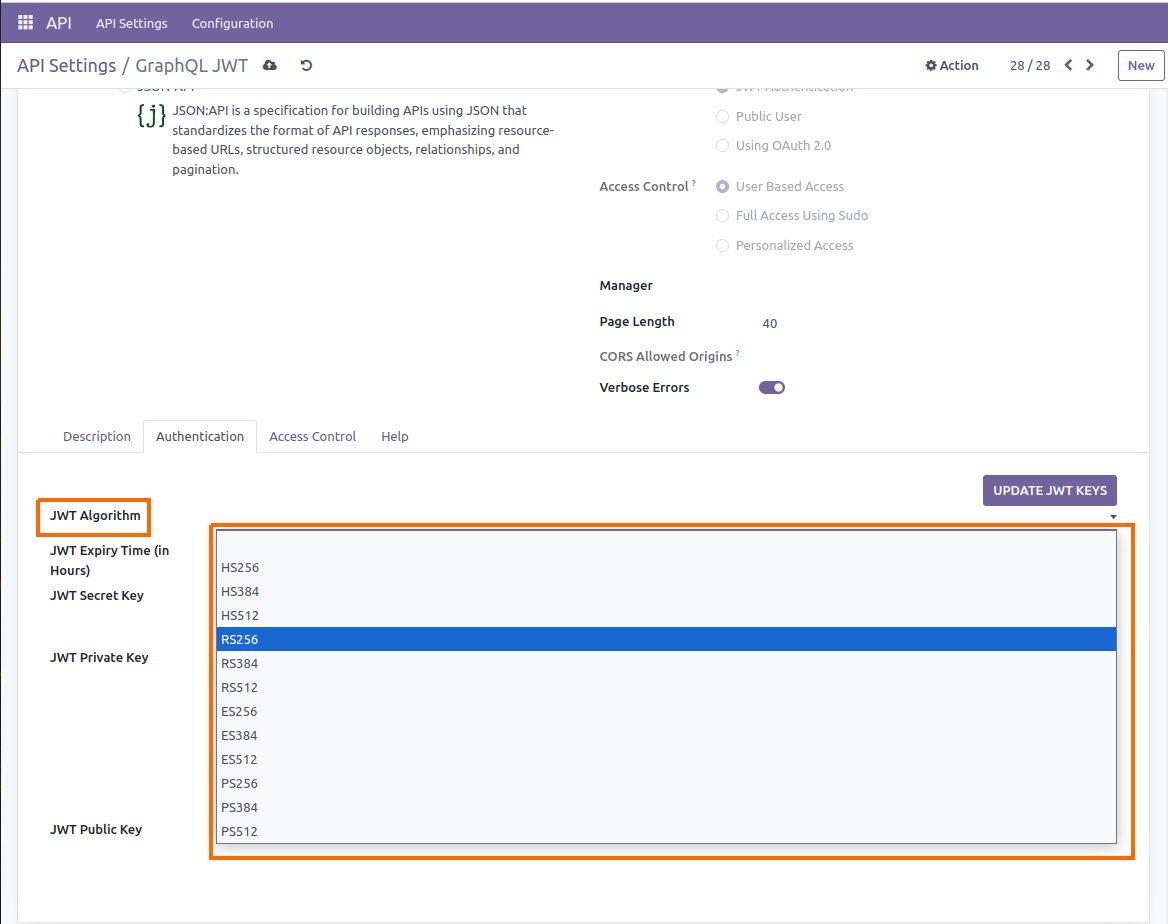 API API Settings Configuration
API Settings / GraphQL JWT Action 28 / 28 New
{j} JSON:API is a specification for building APIs using JSON that
standardizes the format of API responses, emphasizing resource-
based URLs, structured resource objects, relationships, and
pagination.
JWT Authentication
Public User
Using OAuth 2.0
Access Control ? User Based Access
Full Access Using Sudo
Personalized Access
Manager
Page Length 40
CORS Allowed Origins ?
Verbose Errors
Description Authentication Access Control Help
UPDATE JWT KEYS
JWT Algorithm
JWT Expiry Time (in
Hours)
JWT Secret Key
JWT Private Key
JWT Public Key
HS256
HS384
HS512
RS256
RS384
RS512
ES256
ES384
ES512
PS256
PS384
PS512